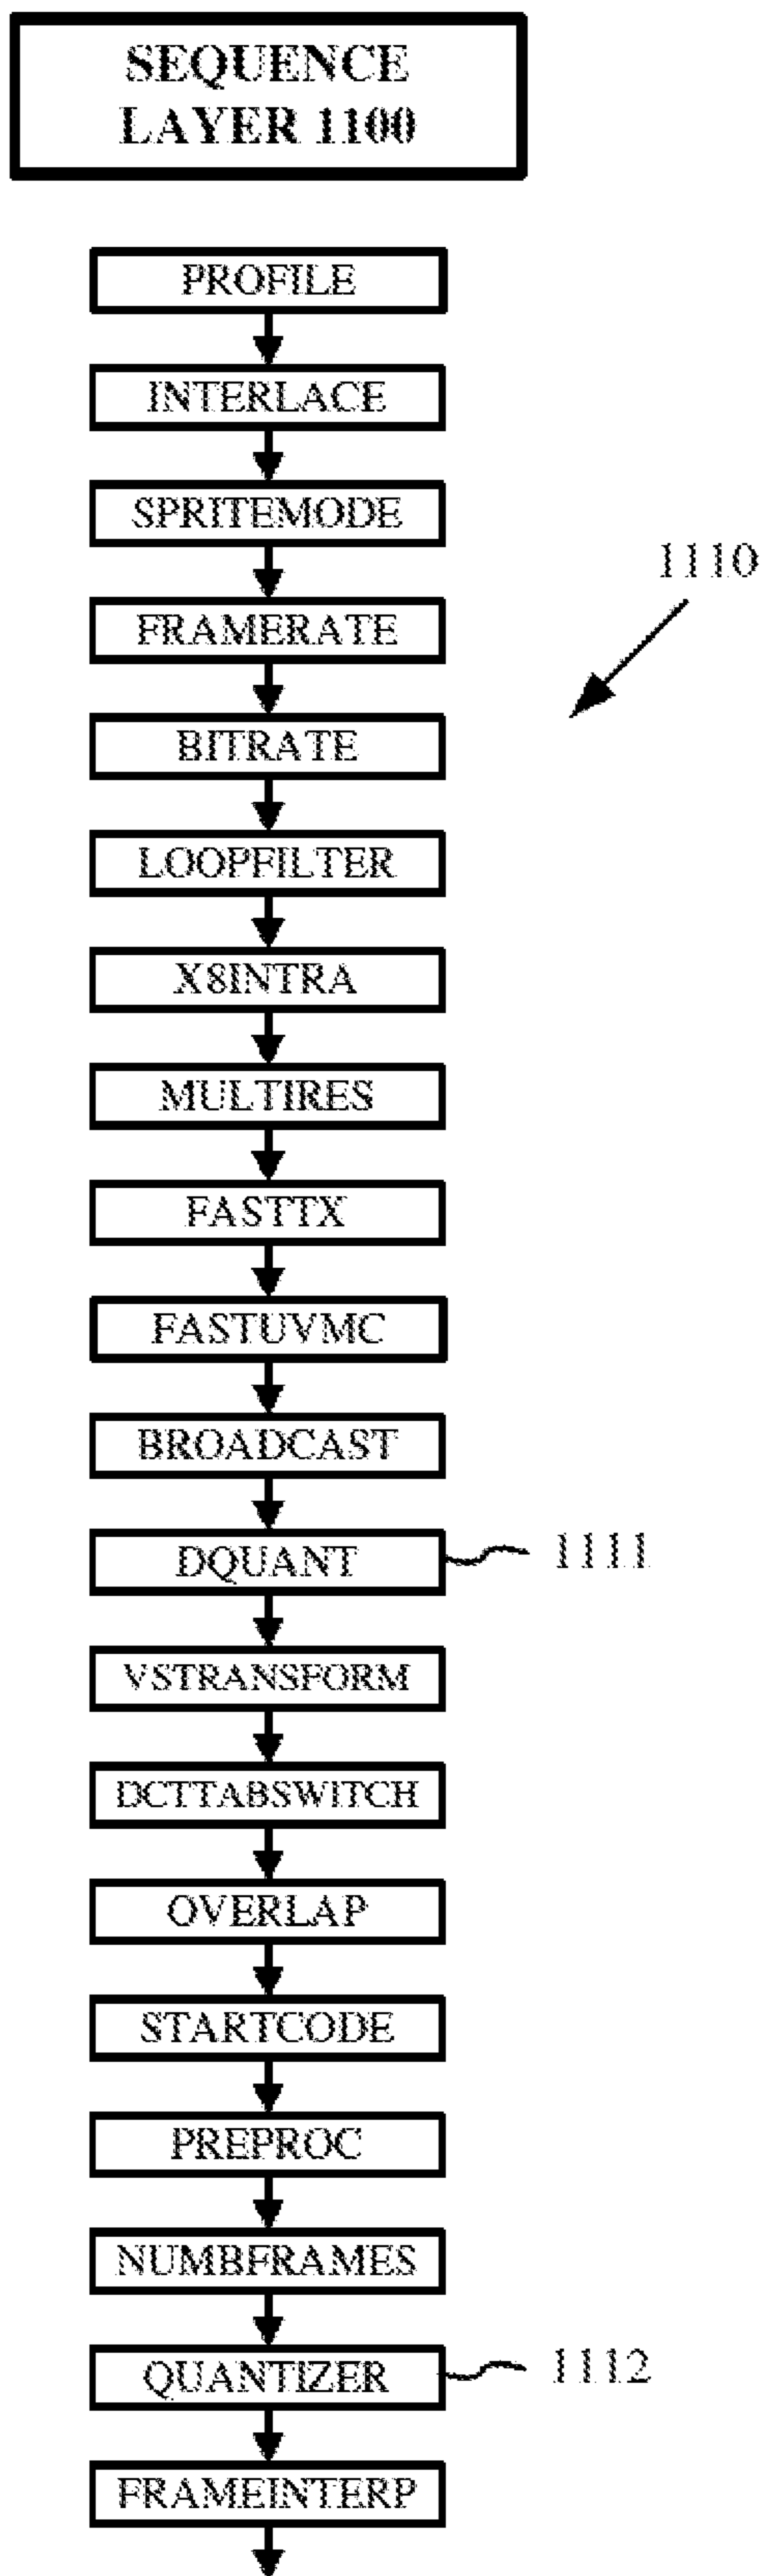 SEQUENCE
LAYER 1100
PROFILE
INTERLACE
SPRITEMODE
1110
FRAMERATE
BITRATE
LOOPFILTER
X8INTRA
MULTIRES
FASTTX
FASTUVMC
BROADCAST
DQUANT 1111
VSTRANSFORM
DCTTABSWITCH
OVERLAP
STARTCODE
PREPROC
NUMBFRAMES
QUANTIZER 1112
FRAMEINTERP